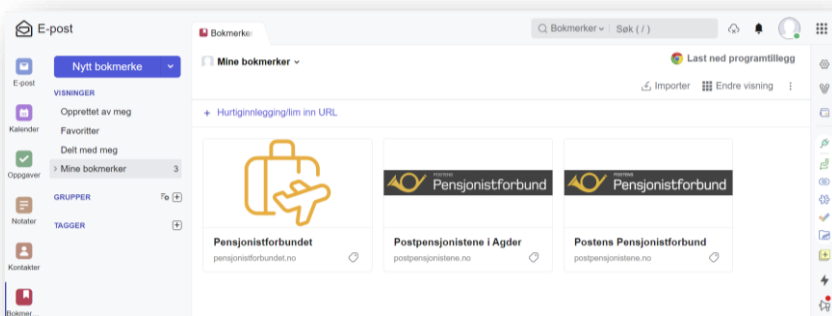 E-post
Bokmerke
Bokmerker
Søk ( / )
Nytt bokmerke
Mine bokmerker
Last ned programtillegg
E-post
VISNINGER
Importer
Endre visning
Opprettet av meg
+ Hurtiginnlegging/lim inn URL
Kalender
Favoritter
Delt med meg
Mine bokmerker 3
Oppgaver
GRUPPER
POSTENS
Pensjonistforbund
POSTENS
Pensjonistforbund
Notater
TAGGER
Pensjonistforbundet
Postpensjonistene i Agder
Postens Pensjonistforbund
pensjonistforbundet.no
postpensjonistene.no
postpensjonistene.no
Kontakter
Bokmer...